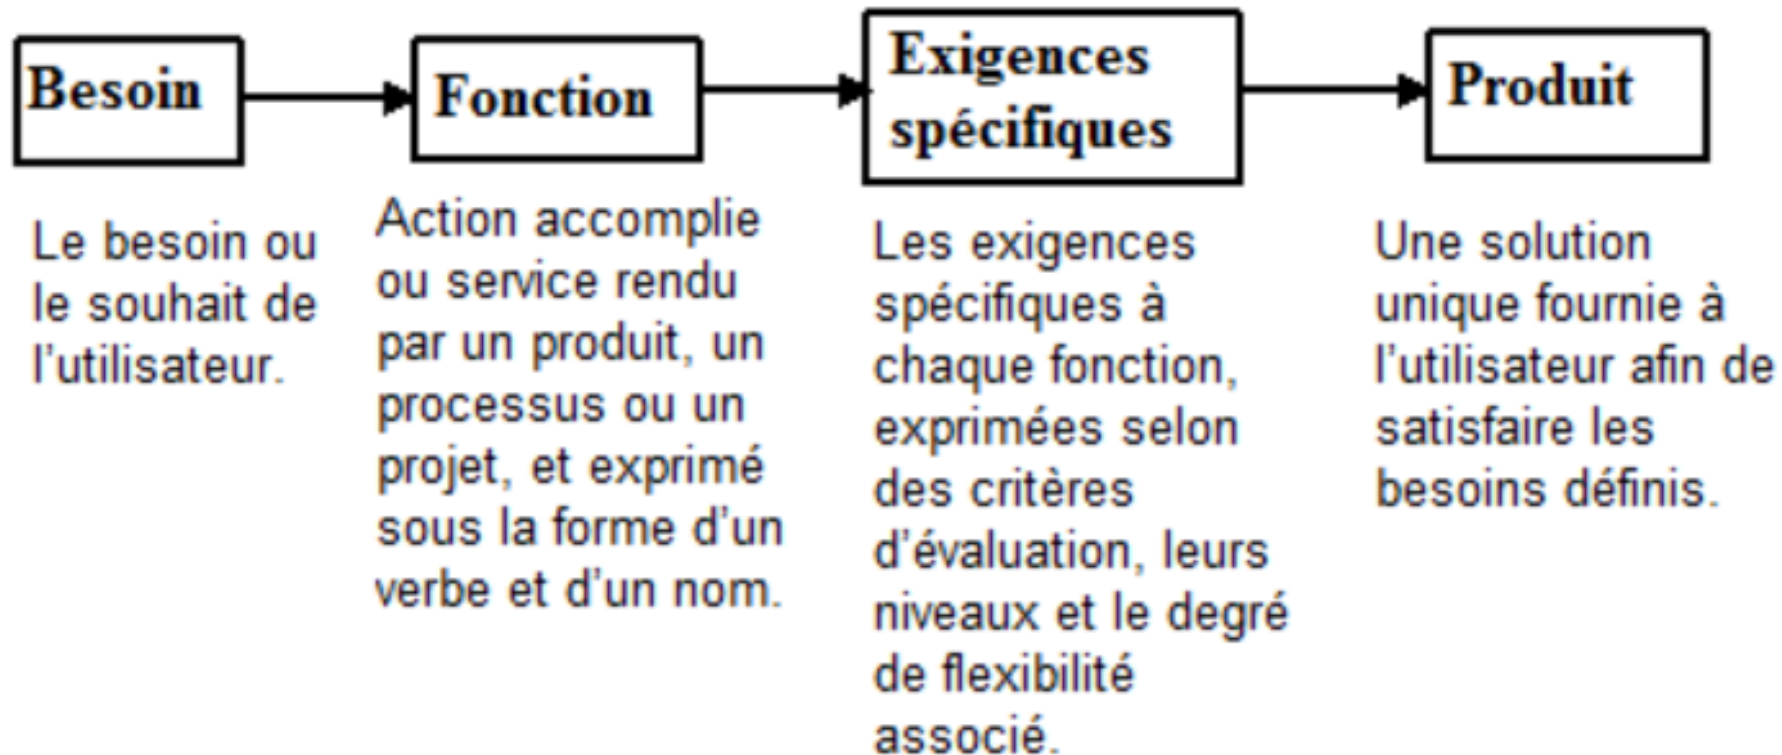 Besoin
Le besoin ou
le souhait de
l'utilisateur.
Fonction
Action accomplie
ou service rendu
par un produit, un
processus ou un
projet, et exprimé
sous la forme d'un
verbe et d'un nom.
Exigences
spécifiques
Les exigences
spécifiques à
chaque fonction,
exprimées selon
des critères
d'évaluation, leurs
niveaux et le degré
de flexibilité
associé.
Produit
Une solution
unique fournie à
l'utilisateur afin de
satisfaire les
besoins définis.